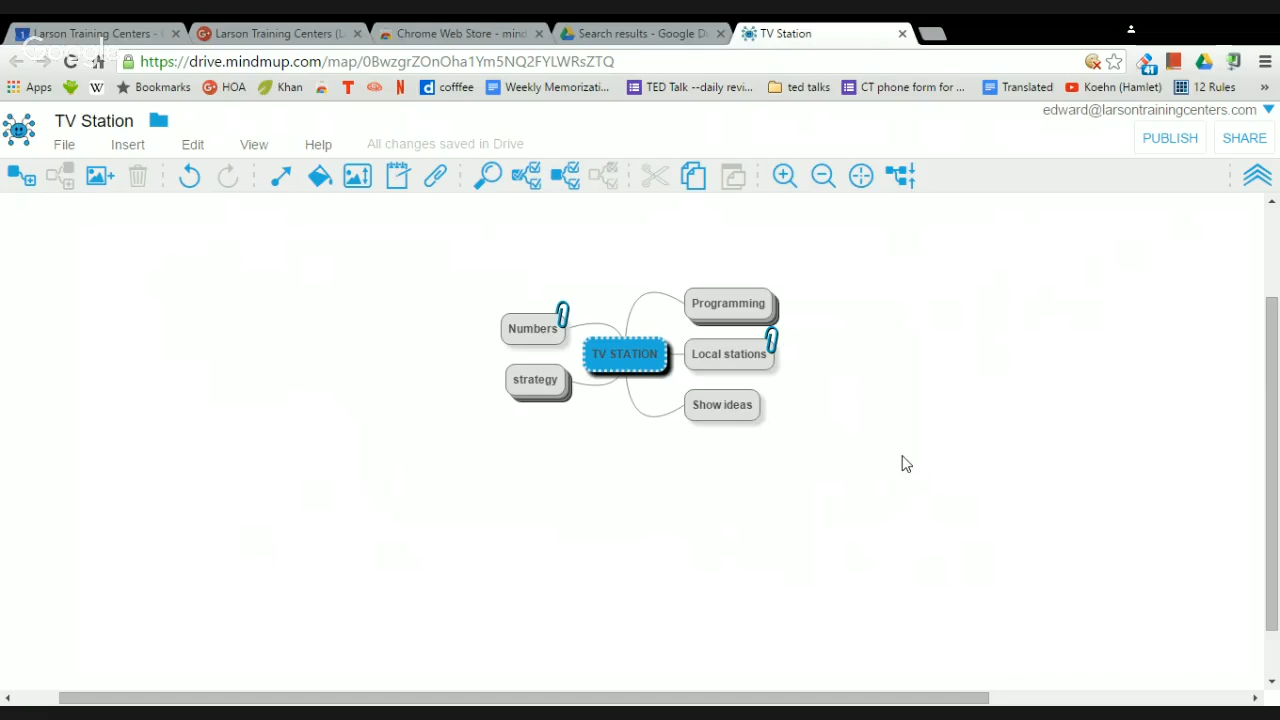 Larson Training Centers -
Larson Training Centers (L
Chrome Web Store - mind
Search results - Google D
TV Station
Google
https://drive.mindmup.com/map/0BwzgrZOnOha1Ym5NQ2FYLWRsZTQ
Apps
W
Bookmarks
HOA
Khan
T
N
cofffee
Weekly Memorizati...
TED Talk --daily revi...
ted talks
CT phone form for ...
Translated
Koehn (Hamlet)
12 Rules
»
41
edward@larsontrainingcenters.com
TV Station
File
Insert
Edit
View
Help
All changes saved in Drive
PUBLISH
SHARE
Programming
Numbers
TV STATION
Local stations
strategy
Show ideas